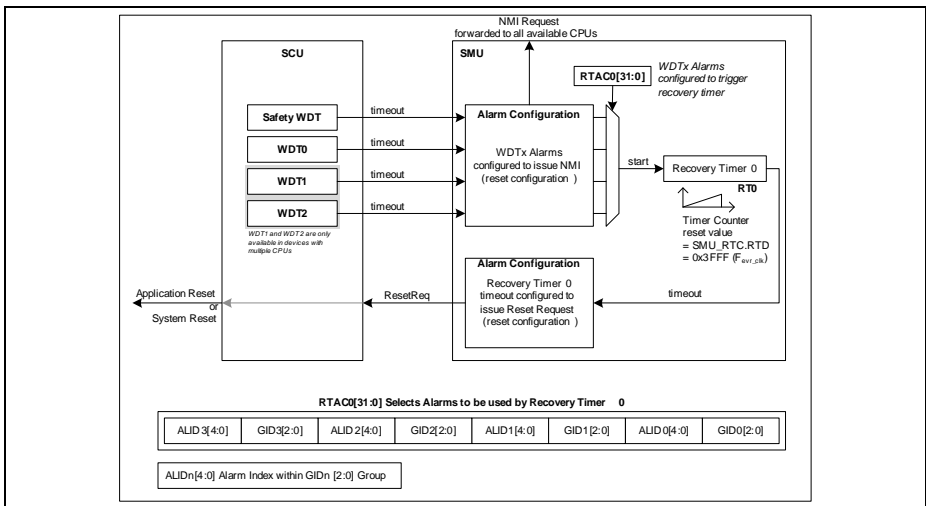 NMI Request
forwarded to all available CPUs
SCU
SMU
RTAC0[31:0]
WDTx Alarms
configured to trigger
recovery timer
Safety WDT
timeout
WDT0
timeout
WDT1
timeout
WDT2
timeout
WDT1 and WDT2 are only
available in devices with
multiple CPUs
Alarm Configuration
WDTx Alarms
configured to issue NMI
(reset configuration )
start
Recovery Timer 0
RT0
Timer Counter
reset value
= SMU_RTC.RTD
= 0x3FFF (Fevr_clk)
Alarm Configuration
Recovery Timer 0
timeout configured to
issue Reset Request
(reset configuration )
timeout
ResetReq
Application Reset
or
System Reset
RTAC0[31:0] Selects Alarms to be used by Recovery Timer 0
ALID3[4:0] GID3[2:0] ALID2[4:0] GID2[2:0] ALID1[4:0] GID1[2:0] ALID0[4:0] GID0[2:0]
ALIDn[4:0] Alarm Index within GIDn [2:0] Group